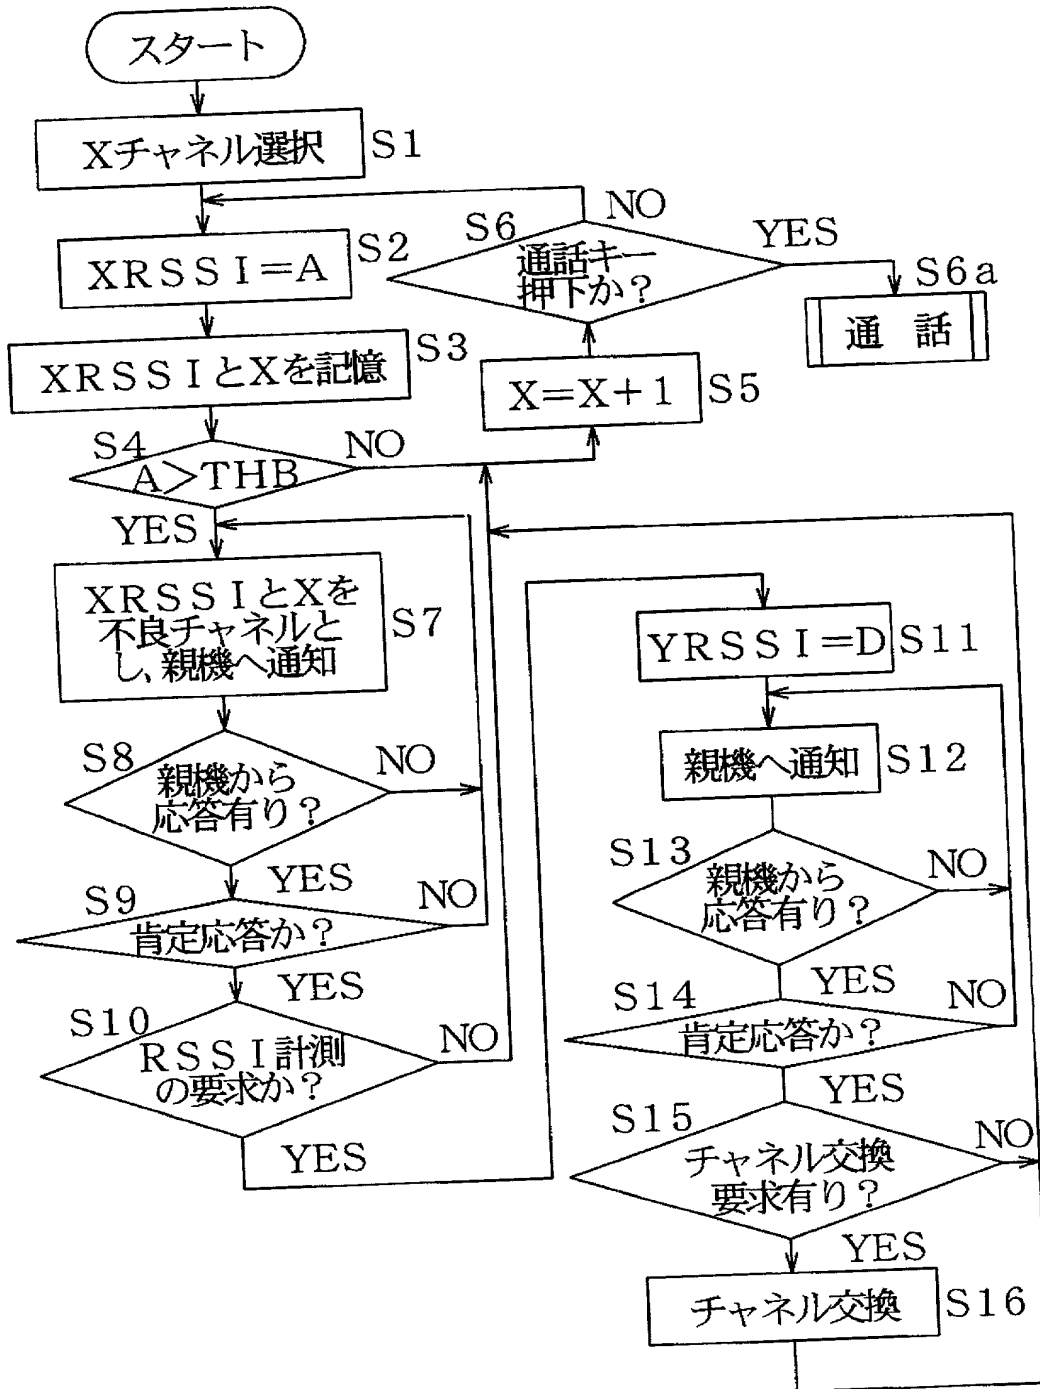 スタート
Xチャネル選択
S1
XRSSI=A
S2
XRSSIとXを記憶
S3
S4
A>THB
NO
YES
X=X+1
S5
S6
通話キー
押下か?
NO
YES
S6a
通 話
XRSSIとXを
不良チャネルと
し、親機へ通知
S7
S8
親機から
応答有り?
NO
YES
S9
肯定応答か?
NO
YES
S10
RSSI計測
の要求か?
NO
YES
YRSSI=D
S11
親機へ通知
S12
S13
親機から
応答有り?
NO
YES
S14
肯定応答か?
NO
YES
S15
チャネル交換
要求有り?
NO
YES
チャネル交換
S16